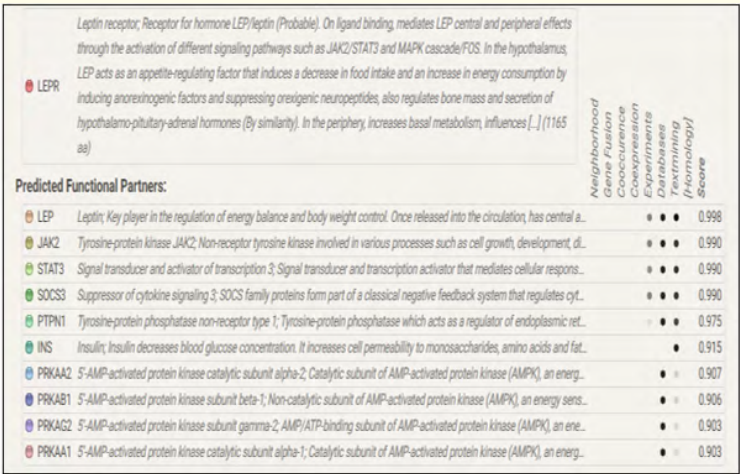 Leptin receptor; Receptor for hormone LEP/leptin (Probable). On ligand binding, mediates LEP central and peripheral effects
through the activation of different signaling pathways such as JAK2/STAT3 and MAPK cascade/FOS. In the hypothalamus,
LEP acts as an appetite-regulating factor that induces a decrease in food intake and an increase in energy consumption by
LEPR
inducing anorexinogenic factors and suppressing orexigenic neuropeptides, also regulates bone mass and secretion of
hypothalamo-pituitary-adrenal hormones (By similarity). In the periphery, increases basal metabolism, influences [...] (1165
aa)
Neighborhood
Gene Fusion
Cooccurence
Coexpression
Experiments
Databases
Textmining
[Homology]
Score
Predicted Functional Partners:
LEP Leptin; Key player in the regulation of energy balance and body weight control. Once released into the circulation, has central a... 0.998
JAK2 Tyrosine-protein kinase JAK2; Non-receptor tyrosine kinase involved in various processes such as cell growth, development, di... 0.990
STAT3 Signal transducer and activator of transcription 3; Signal transducer and transcription activator that mediates cellular respons... 0.990
SOCS3 Suppressor of cytokine signaling 3; SOCS family proteins form part of a classical negative feedback system that regulates cyt... 0.990
PTPN1 Tyrosine-protein phosphatase non-receptor type 1; Tyrosine-protein phosphatase which acts as a regulator of endoplasmic ret... 0.975
INS Insulin; Insulin decreases blood glucose concentration. It increases cell permeability to monosaccharides, amino acids and fat... 0.915
PRKAA2 5'-AMP-activated protein kinase catalytic subunit alpha-2; Catalytic subunit of AMP-activated protein kinase (AMPK), an energ... 0.907
PRKAB1 5'-AMP-activated protein kinase subunit beta-1; Non-catalytic subunit of AMP-activated protein kinase (AMPK), an energy sens... 0.906
PRKAG2 5'-AMP-activated protein kinase subunit gamma-2; AMP/ATP-binding subunit of AMP-activated protein kinase (AMPK), an ene... 0.903
PRKAA1 5'-AMP-activated protein kinase catalytic subunit alpha-1; Catalytic subunit of AMP-activated protein kinase (AMPK), an energ... 0.903